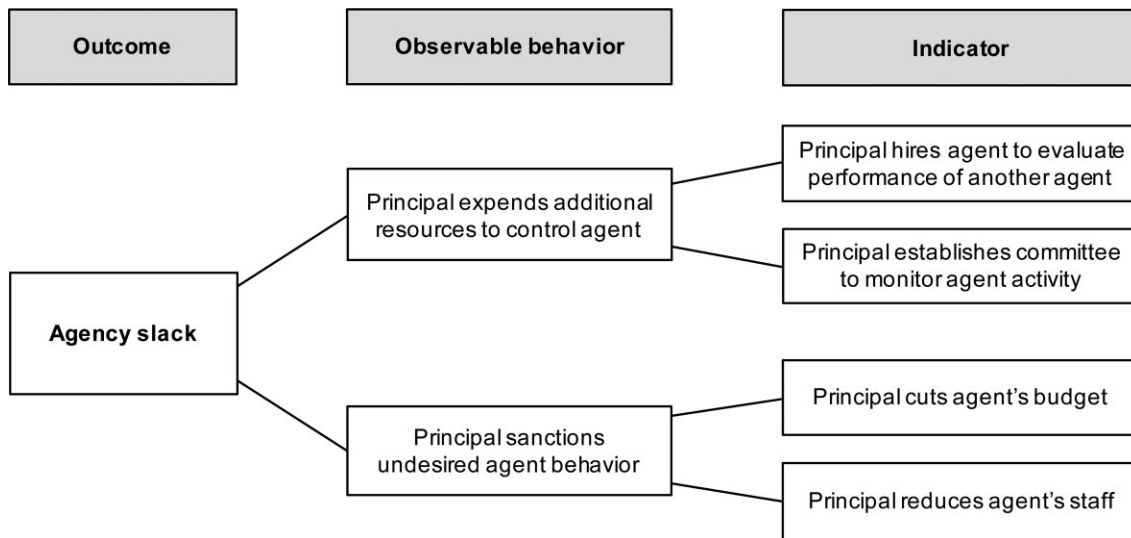 Outcome
Observable behavior
Indicator
Principal hires agent to evaluate
performance of another agent
Principal expends additional
resources to control agent
Principal establishes committee
to monitor agent activity
Agency slack
Principal cuts agent’s budget
Principal sanctions
undesired agent behavior
Principal reduces agent’s staff